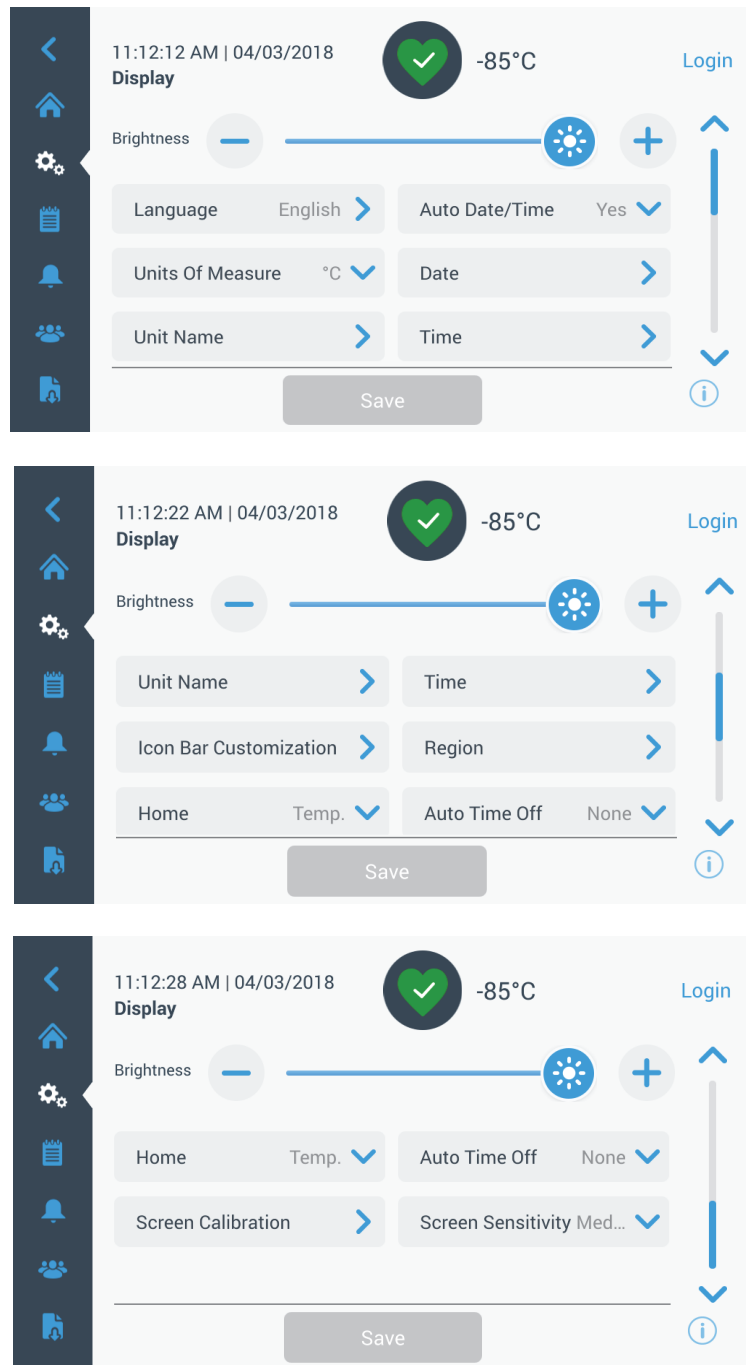 11:12:12 AM | 04/03/2018
Display
-85°C
Login
Brightness
Language English
Auto Date/Time Yes
Units Of Measure °C
Date
Unit Name
Time
Save
11:12:22 AM | 04/03/2018
Display
-85°C
Login
Brightness
Unit Name
Time
Icon Bar Customization
Region
Home Temp.
Auto Time Off None
Save
11:12:28 AM | 04/03/2018
Display
-85°C
Login
Brightness
Home Temp.
Auto Time Off None
Screen Calibration
Screen Sensitivity Med...
Save